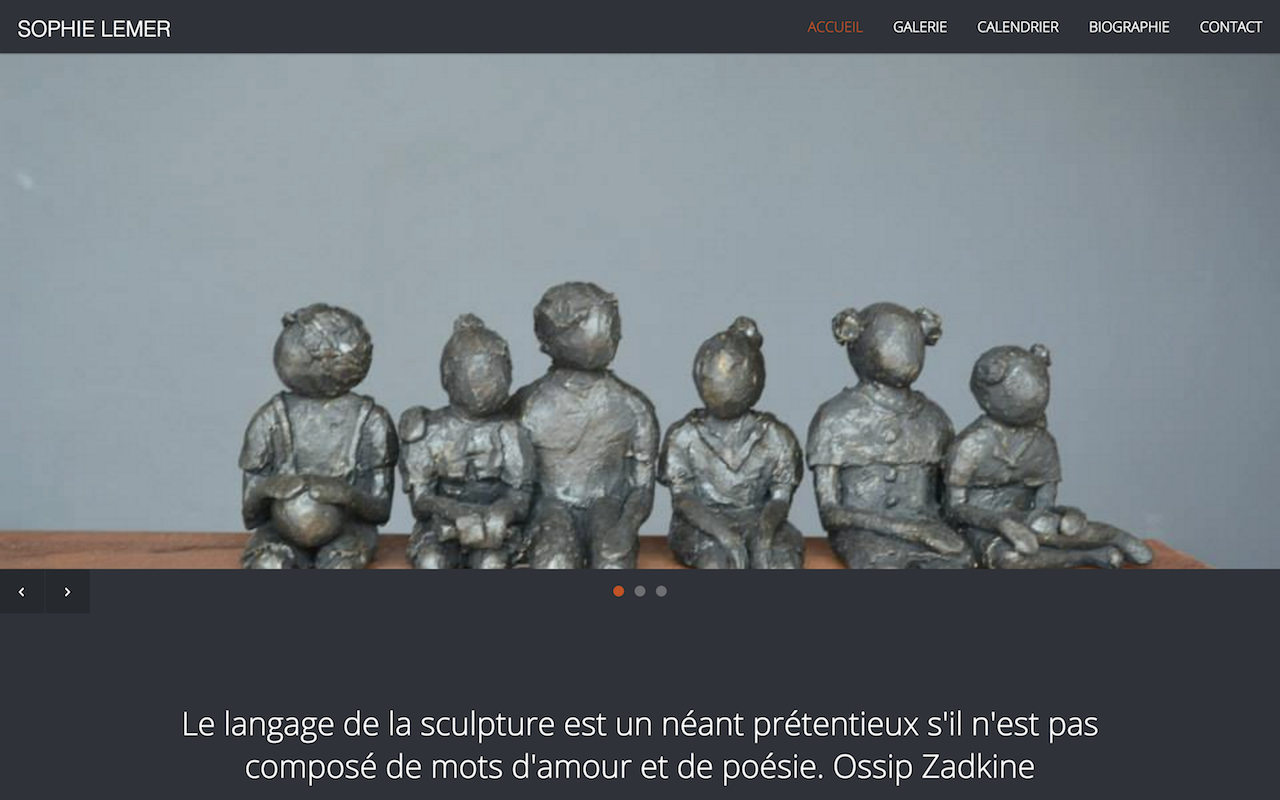 SOPHIE LEMER
ACCUEIL GALERIE CALENDRIER BIOGRAPHIE CONTACT
Le langage de la sculpture est un néant prétentieux s'il n'est pas
composé de mots d'amour et de poésie. Ossip Zadkine